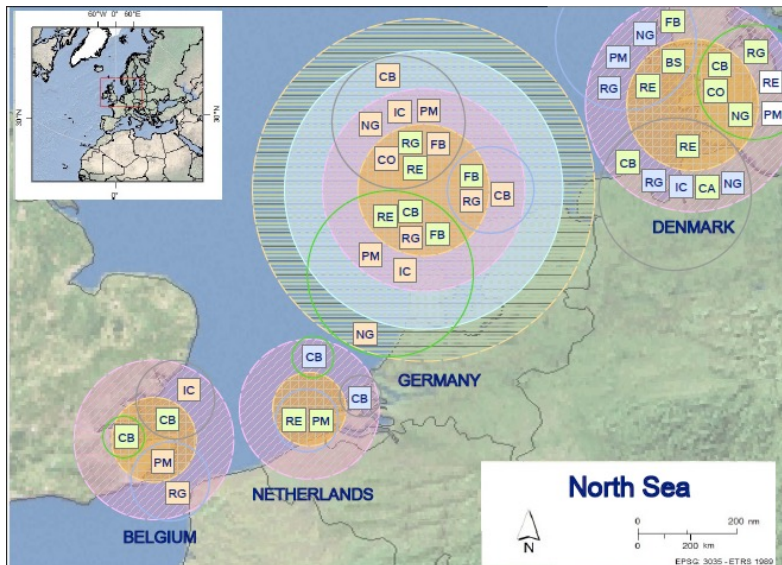 60°W 0° 60°E
30°N 30°N
0°
FB
NG
PM BS CB RG
RG RE CO RE
NG PM
RE
CB RG IC CA NG
DENMARK
CB
NG IC PM
CO RG FB
RE
FB
RG CB
RE CB
RG FB
PM IC
NG
GERMANY
CB
CB
RE PM
NETHERLANDS
IC
CB
CB
PM
RG
BELGIUM
North Sea
N
0 200 nm
0 200 km
EPSG: 3035 - ETRS 1989